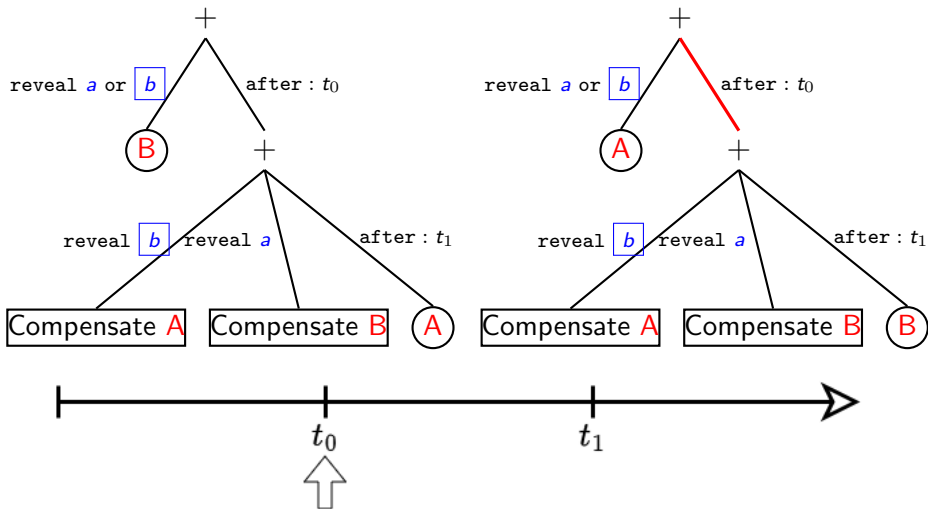 + +
reveal a or b after : t₀ reveal a or b after : t₀
B A
+ +
reveal b reveal a after : t₁ reveal b reveal a after : t₁
Compensate A Compensate B A Compensate A Compensate B B
t₀ t₁